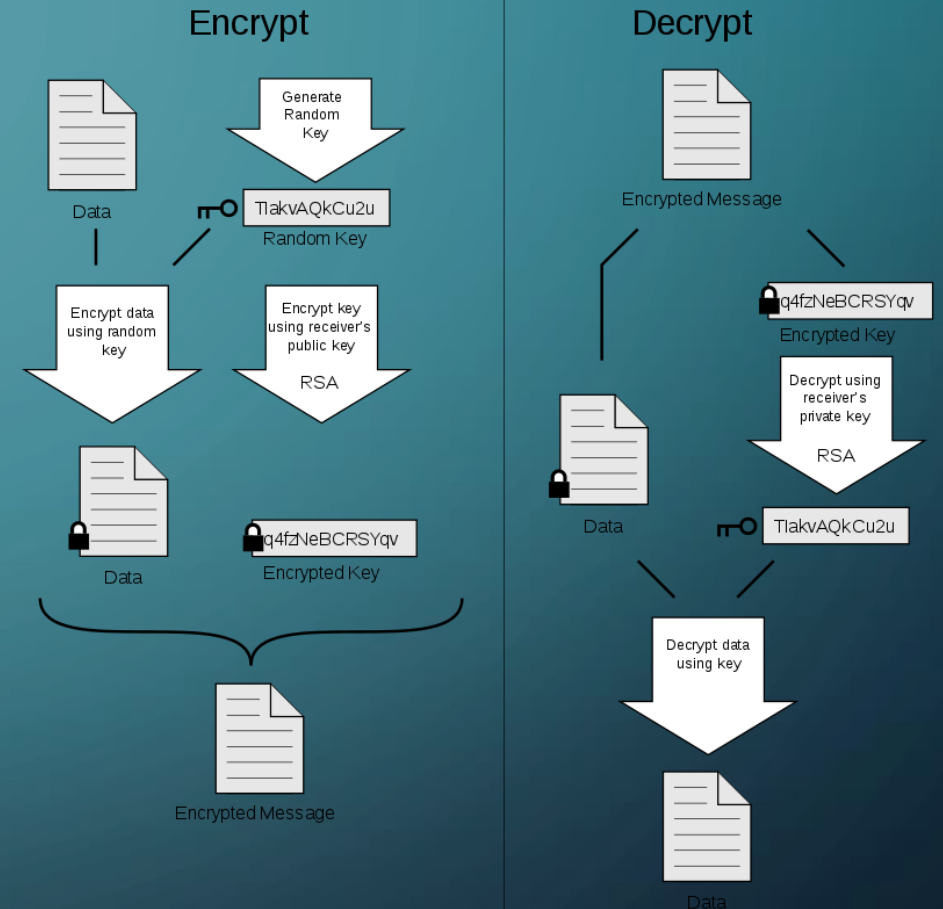 Encrypt
Generate
Random
Key
Data
TIakvAQkCu2u
Random Key
Encrypt data
using random
key
Encrypt key
using receiver's
public key
RSA
Data
q4fzNeBCRSYqv
Encrypted Key
Encrypted Message
Decrypt
Encrypted Message
q4fzNeBCRSYqv
Encrypted Key
Decrypt using
receiver's
private key
RSA
Data
TIakvAQkCu2u
Decrypt data
using key
Data